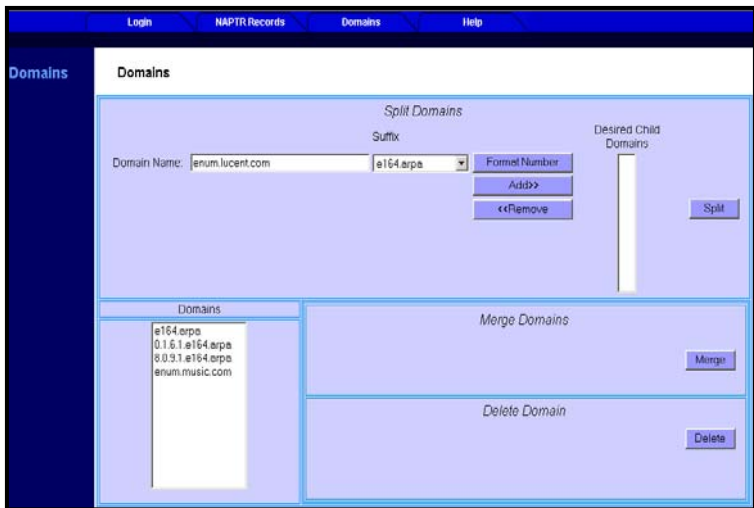 Login NAPTR Records Domains Help
Domains
Domains
Split Domains
Suffix
Desired Child
Domains
Domain Name: enum.lucent.com e164.arpa Format Number
Add>>
<<Remove
Split
Domains
e164.arpa
0.1.6.1.e164.arpa
8.0.9.1.e164.arpa
enum.music.com
Merge Domains
Merge
Delete Domain
Delete